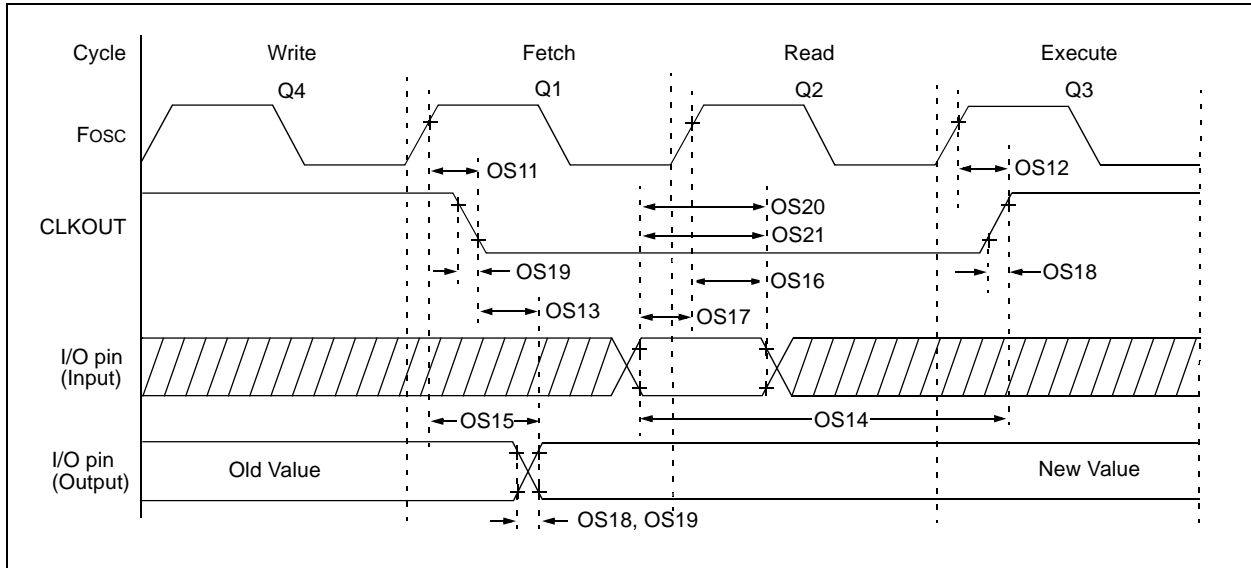 Cycle Write Fetch Read Execute
Q4 Q1 Q2 Q3
Fosc
OS11 OS12
OS20
CLKOUT OS21
OS19 OS16 OS18
OS13 OS17
I/O pin
(Input)
OS15 OS14
I/O pin
(Output) Old Value New Value
OS18, OS19